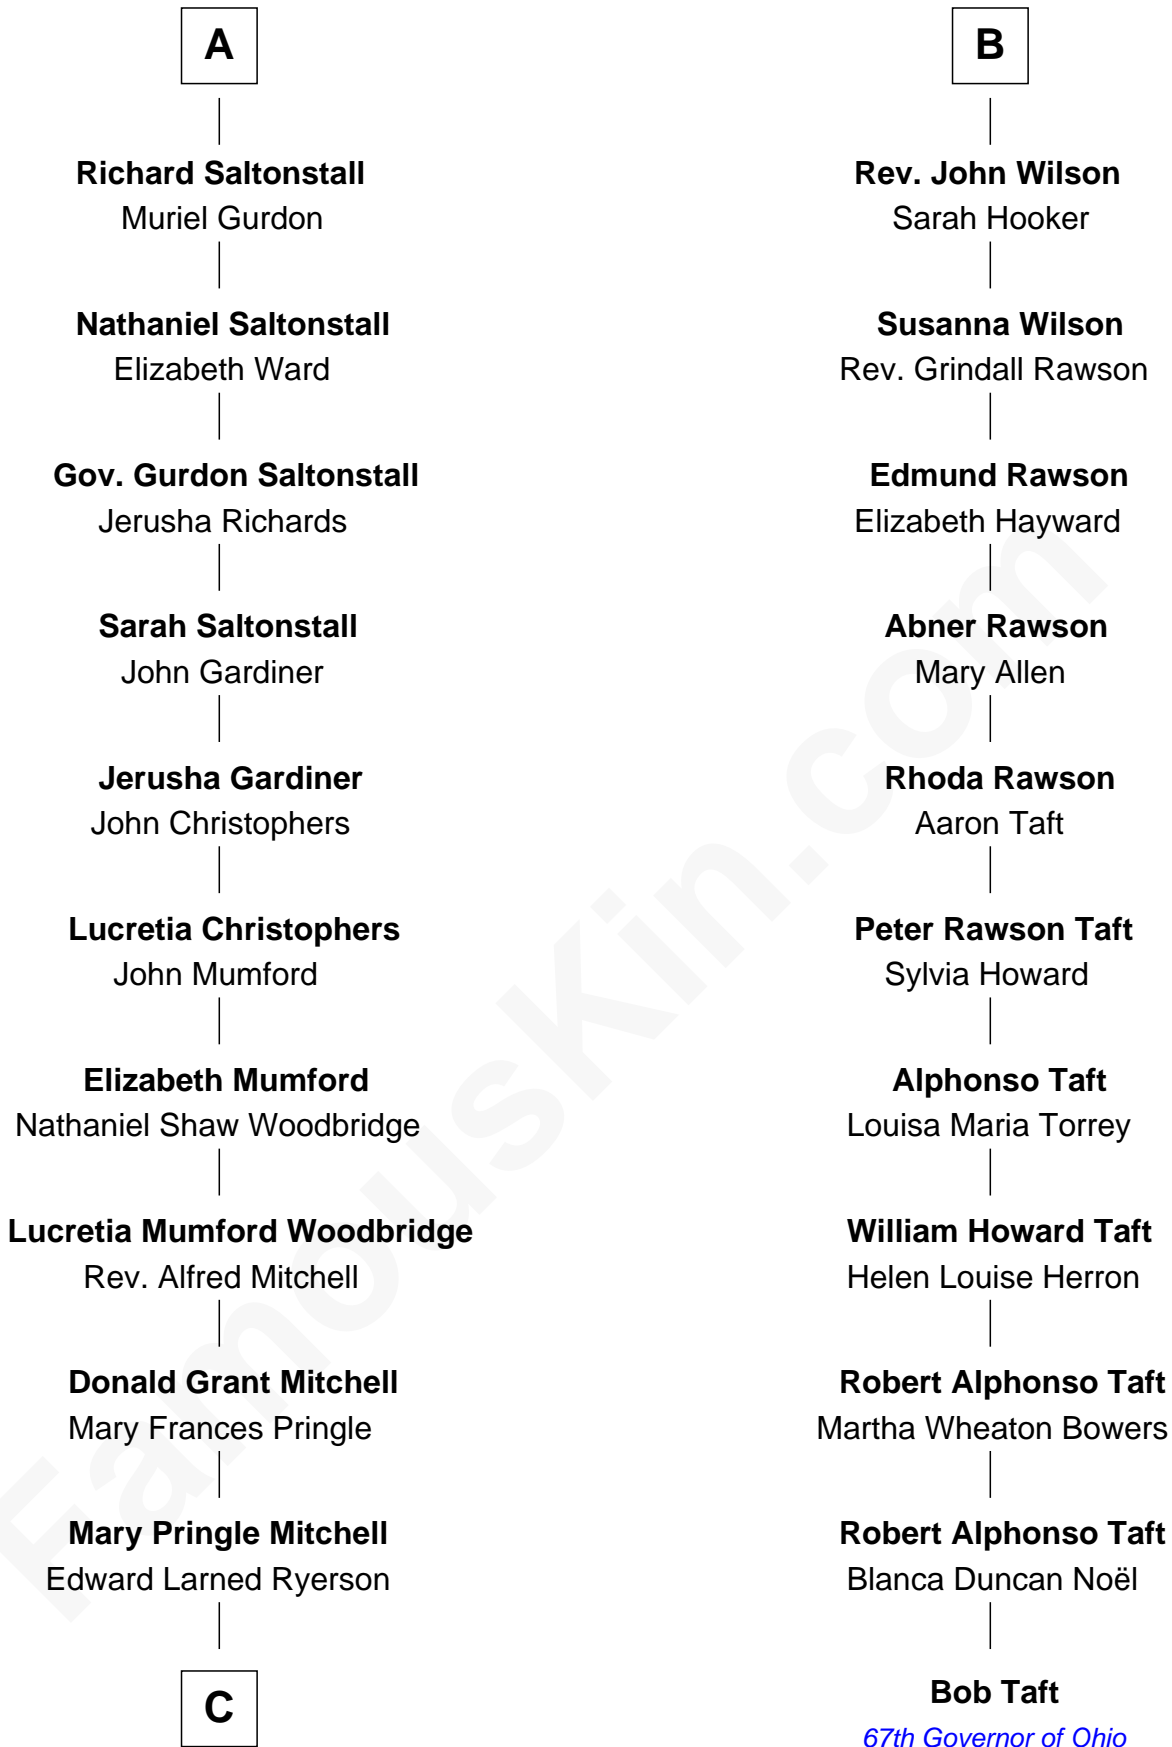 A
Richard Saltonstall
Muriel Gurdon
Nathaniel Saltonstall
Elizabeth Ward
Gov. Gurdon Saltonstall
Jerusha Richards
Sarah Saltonstall
John Gardiner
Jerusha Gardiner
John Christophers
Lucretia Christophers
John Mumford
Elizabeth Mumford
Nathaniel Shaw Woodbridge
Lucretia Mumford Woodbridge
Rev. Alfred Mitchell
Donald Grant Mitchell
Mary Frances Pringle
Mary Pringle Mitchell
Edward Larned Ryerson
C
B
Rev. John Wilson
Sarah Hooker
Susanna Wilson
Rev. Grindall Rawson
Edmund Rawson
Elizabeth Hayward
Abner Rawson
Mary Allen
Rhoda Rawson
Aaron Taft
Peter Rawson Taft
Sylvia Howard
Alphonso Taft
Louisa Maria Torrey
William Howard Taft
Helen Louise Herron
Robert Alphonso Taft
Martha Wheaton Bowers
Robert Alphonso Taft
Blanca Duncan Noël
Bob Taft
67th Governor of Ohio
FamousKin.com